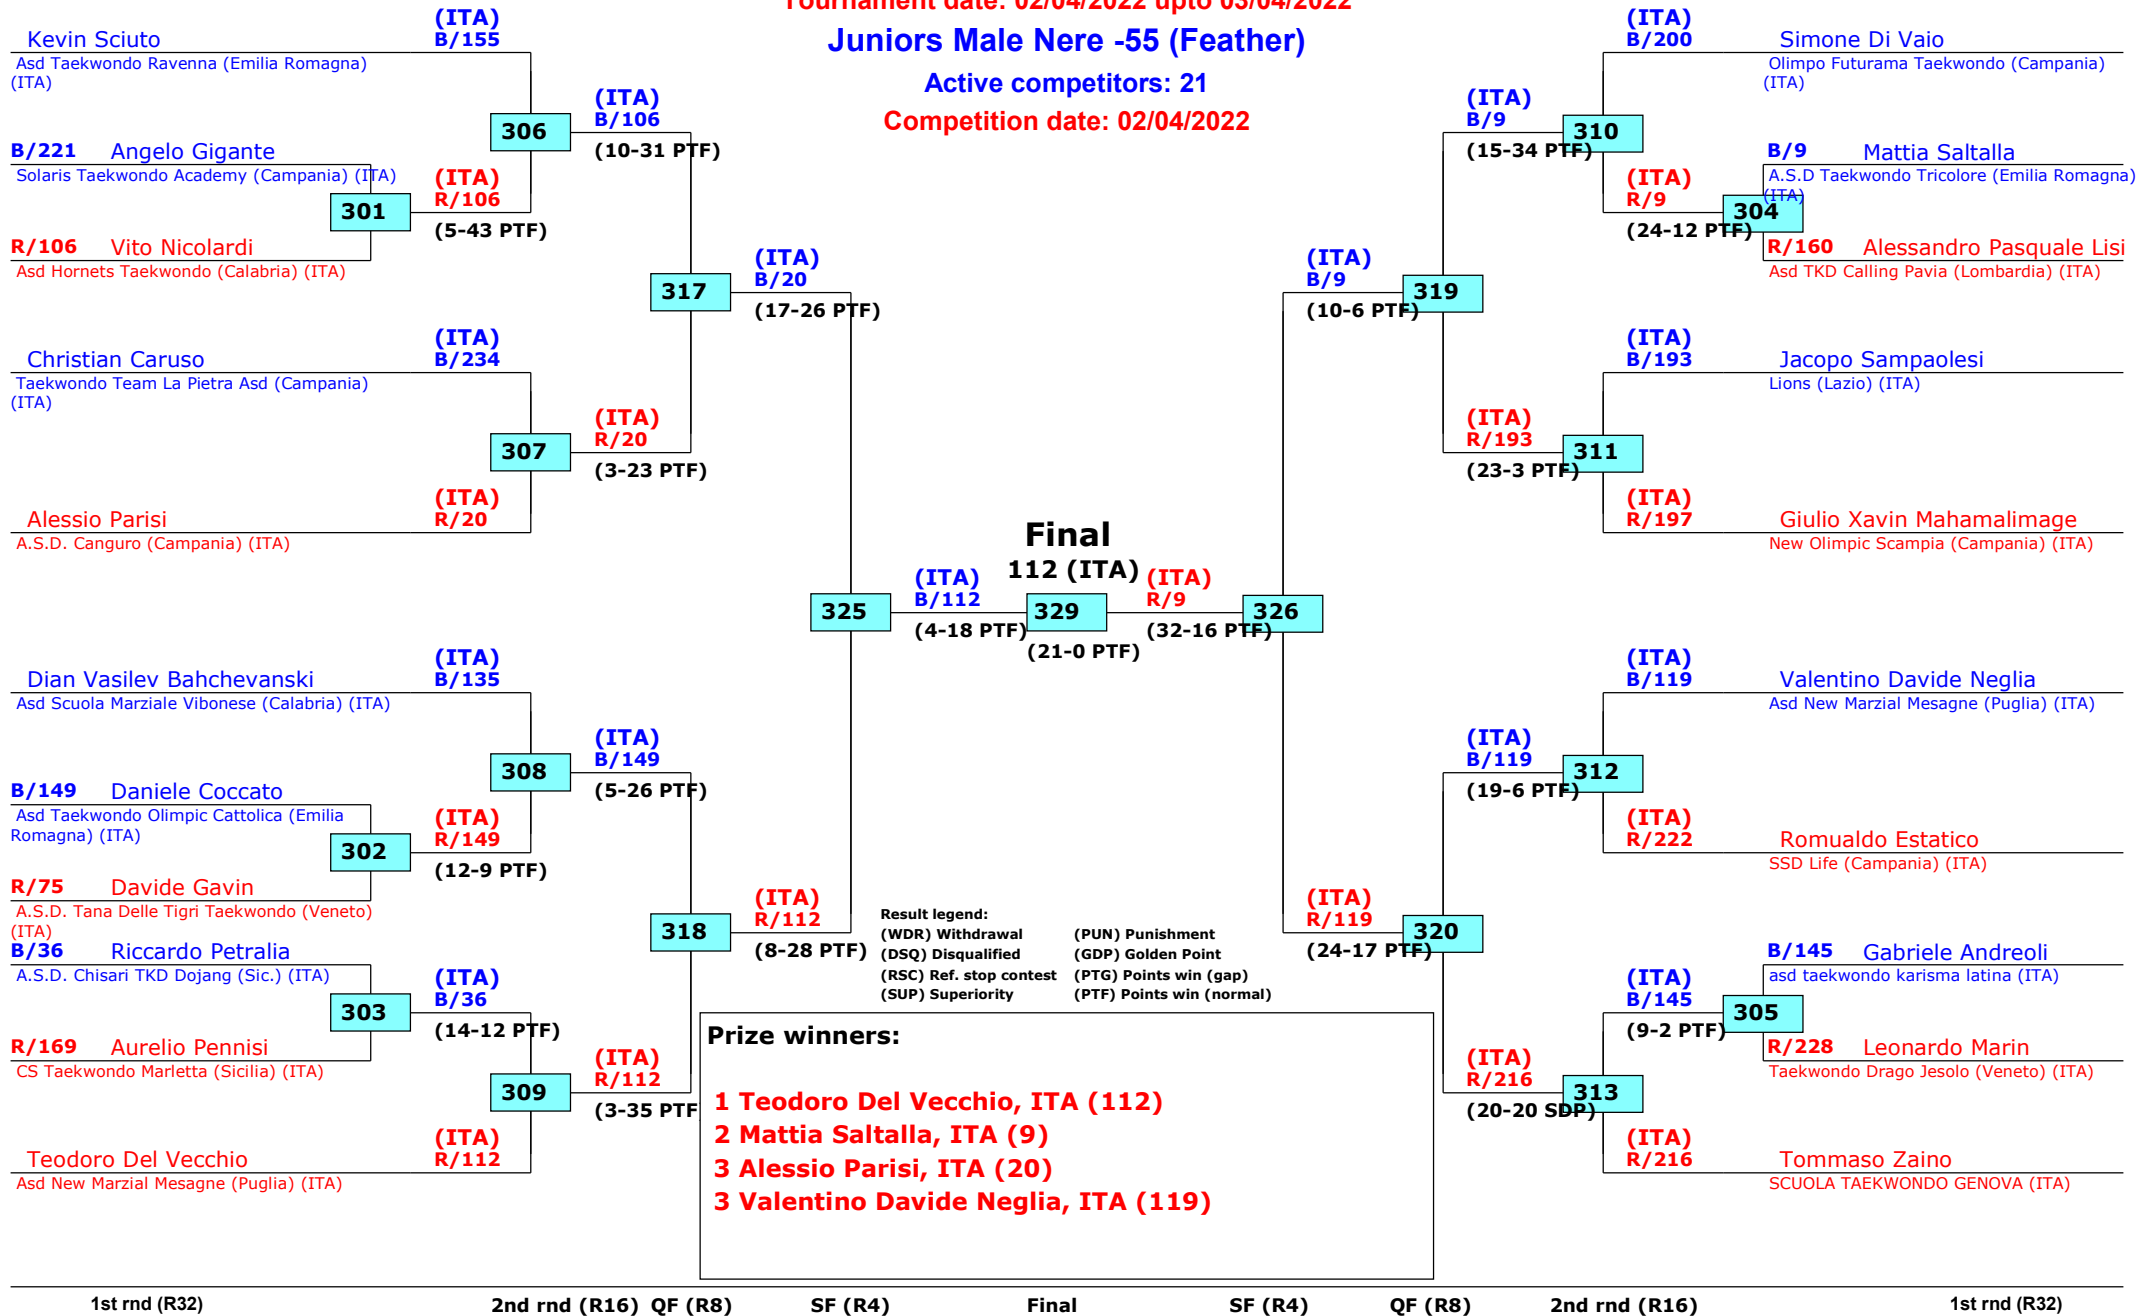 Tournament date: 02/04/2022 upto 03/04/2022
Juniors Male Nere -55 (Feather)
Active competitors: 21
Competition date: 02/04/2022
Kevin Sciuto
(ITA)
B/155
Asd Taekwondo Ravenna (Emilia Romagna)
(ITA)
306
(ITA)
B/106
(10-31 PTF)
B/221 Angelo Gigante
Solaris Taekwondo Academy (Campania) (ITA)
301
(ITA)
R/106
(5-43 PTF)
R/106 Vito Nicolardi
Asd Hornets Taekwondo (Calabria) (ITA)
317
(ITA)
B/20
(17-26 PTF)
Christian Caruso
(ITA)
B/234
Taekwondo Team La Pietra Asd (Campania)
(ITA)
307
(ITA)
R/20
(3-23 PTF)
Alessio Parisi
(ITA)
R/20
A.S.D. Canguro (Campania) (ITA)
325
(ITA)
B/112
(4-18 PTF)
Final
112 (ITA)
329
(21-0 PTF)
(ITA)
R/9
(32-16 PTF)
326
Dian Vasilev Bahchevanski
(ITA)
B/135
Asd Scuola Marziale Vibonese (Calabria) (ITA)
308
(ITA)
B/149
(5-26 PTF)
B/149 Daniele Coccato
Asd Taekwondo Olimpic Cattolica (Emilia
Romagna) (ITA)
302
(ITA)
R/149
(12-9 PTF)
R/75 Davide Gavin
A.S.D. Tana Delle Tigri Taekwondo (Veneto)
(ITA)
318
(ITA)
R/112
(8-28 PTF)
B/36 Riccardo Petralia
A.S.D. Chisari TKD Dojang (Sic.) (ITA)
303
(ITA)
B/36
(14-12 PTF)
R/169 Aurelio Pennisi
CS Taekwondo Marletta (Sicilia) (ITA)
309
(ITA)
R/112
(3-35 PTF
Teodoro Del Vecchio
(ITA)
R/112
Asd New Marzial Mesagne (Puglia) (ITA)
(ITA)
B/200
Simone Di Vaio
Olimpo Futurama Taekwondo (Campania)
(ITA)
(ITA)
B/9
(15-34 PTF)
310
B/9 Mattia Saltalla
A.S.D Taekwondo Tricolore (Emilia Romagna)
(ITA)
(ITA)
R/9
(24-12 PTF)
304
R/160 Alessandro Pasquale Lisi
Asd TKD Calling Pavia (Lombardia) (ITA)
(ITA)
B/9
(10-6 PTF)
319
(ITA)
B/193
Jacopo Sampaolesi
Lions (Lazio) (ITA)
(ITA)
R/193
(23-3 PTF)
311
(ITA)
R/197
Giulio Xavin Mahamalimage
New Olimpic Scampia (Campania) (ITA)
(ITA)
B/119
Valentino Davide Neglia
Asd New Marzial Mesagne (Puglia) (ITA)
(ITA)
B/119
(19-6 PTF)
312
(ITA)
R/222
Romualdo Estatico
SSD Life (Campania) (ITA)
(ITA)
R/119
(24-17 PTF)
320
B/145 Gabriele Andreoli
asd taekwondo karisma latina (ITA)
(ITA)
B/145
(9-2 PTF)
305
R/228 Leonardo Marin
Taekwondo Drago Jesolo (Veneto) (ITA)
(ITA)
R/216
(20-20 SDP)
313
(ITA)
R/216
Tommaso Zaino
SCUOLA TAEKWONDO GENOVA (ITA)
Result legend:
(WDR) Withdrawal (PUN) Punishment
(DSQ) Disqualified (GDP) Golden Point
(RSC) Ref. stop contest (PTG) Points win (gap)
(SUP) Superiority (PTF) Points win (normal)
Prize winners:
1 Teodoro Del Vecchio, ITA (112)
2 Mattia Saltalla, ITA (9)
3 Alessio Parisi, ITA (20)
3 Valentino Davide Neglia, ITA (119)
1st rnd (R32) 2nd rnd (R16) QF (R8) SF (R4) Final SF (R4) QF (R8) 2nd rnd (R16) 1st rnd (R32)